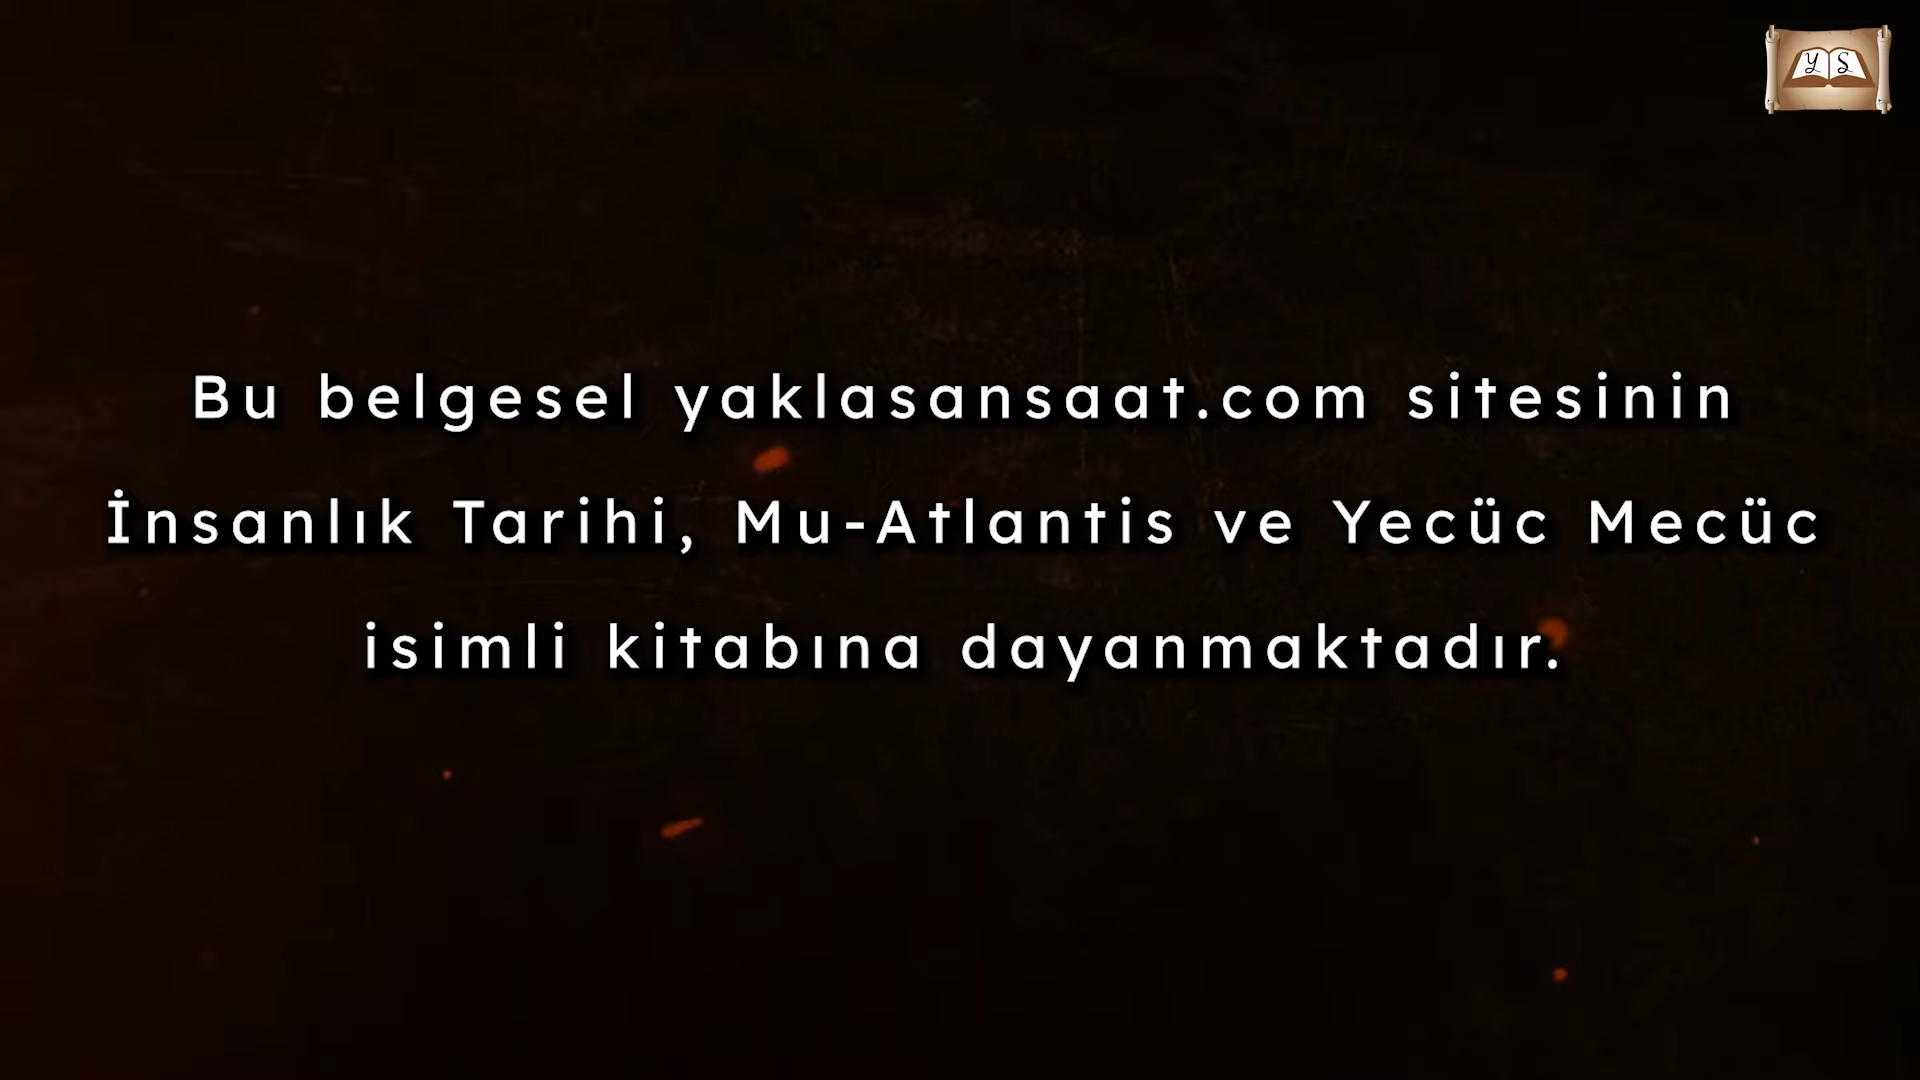 Y S
Bu belgesel yaklasansaat.com sitesinin
İnsanlık Tarihi, Mu-Atlantis ve Yecüc Mecüc
isimli kitabına dayanmaktadır.